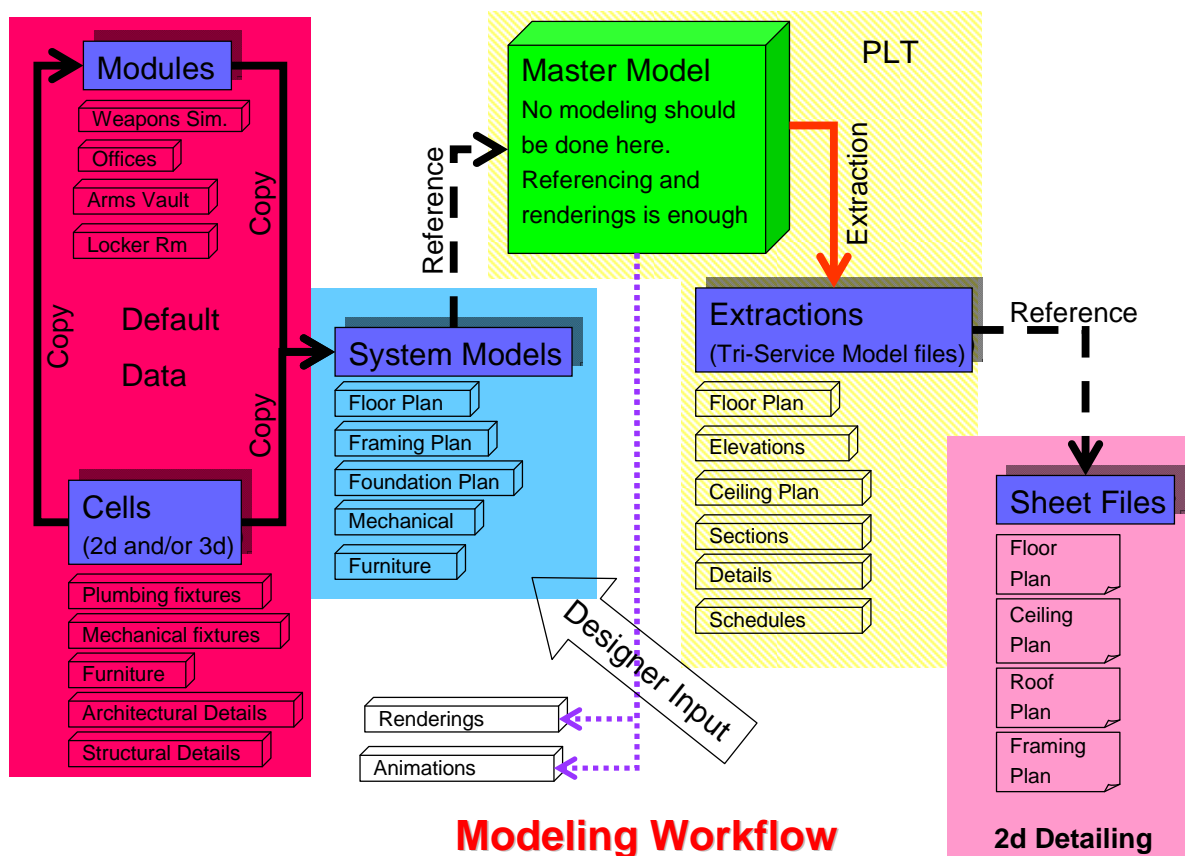 Modules
Weapons Sim.
Offices
Arms Vault
Locker Rm
Copy
Copy
Default
Data
Copy
Cells
(2d and/or 3d)
Plumbing fixtures
Mechanical fixtures
Furniture
Architectural Details
Structural Details
System Models
Floor Plan
Framing Plan
Foundation Plan
Mechanical
Furniture
Reference
Master Model
No modeling should
be done here.
Referencing and
renderings is enough
PLT
Extraction
Extractions
(Tri-Service Model files)
Floor Plan
Elevations
Ceiling Plan
Sections
Details
Schedules
Reference
Designer Input
Renderings
Animations
Sheet Files
Floor
Plan
Ceiling
Plan
Roof
Plan
Framing
Plan
2d Detailing
Modeling Workflow